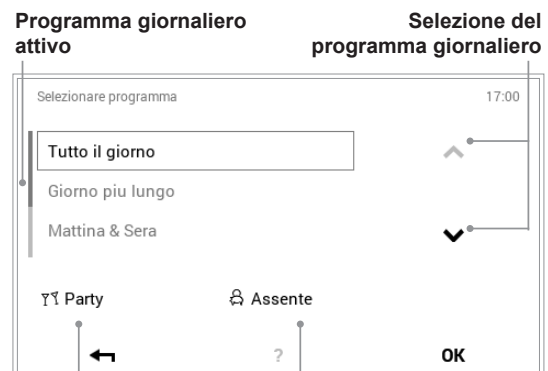 Programma giornaliero
attivo
Selezione del
programma giornaliero
Selezionare programma 17:00
Tutto il giorno
Giorno piu lungo
Mattina & Sera
Party Assente
? OK